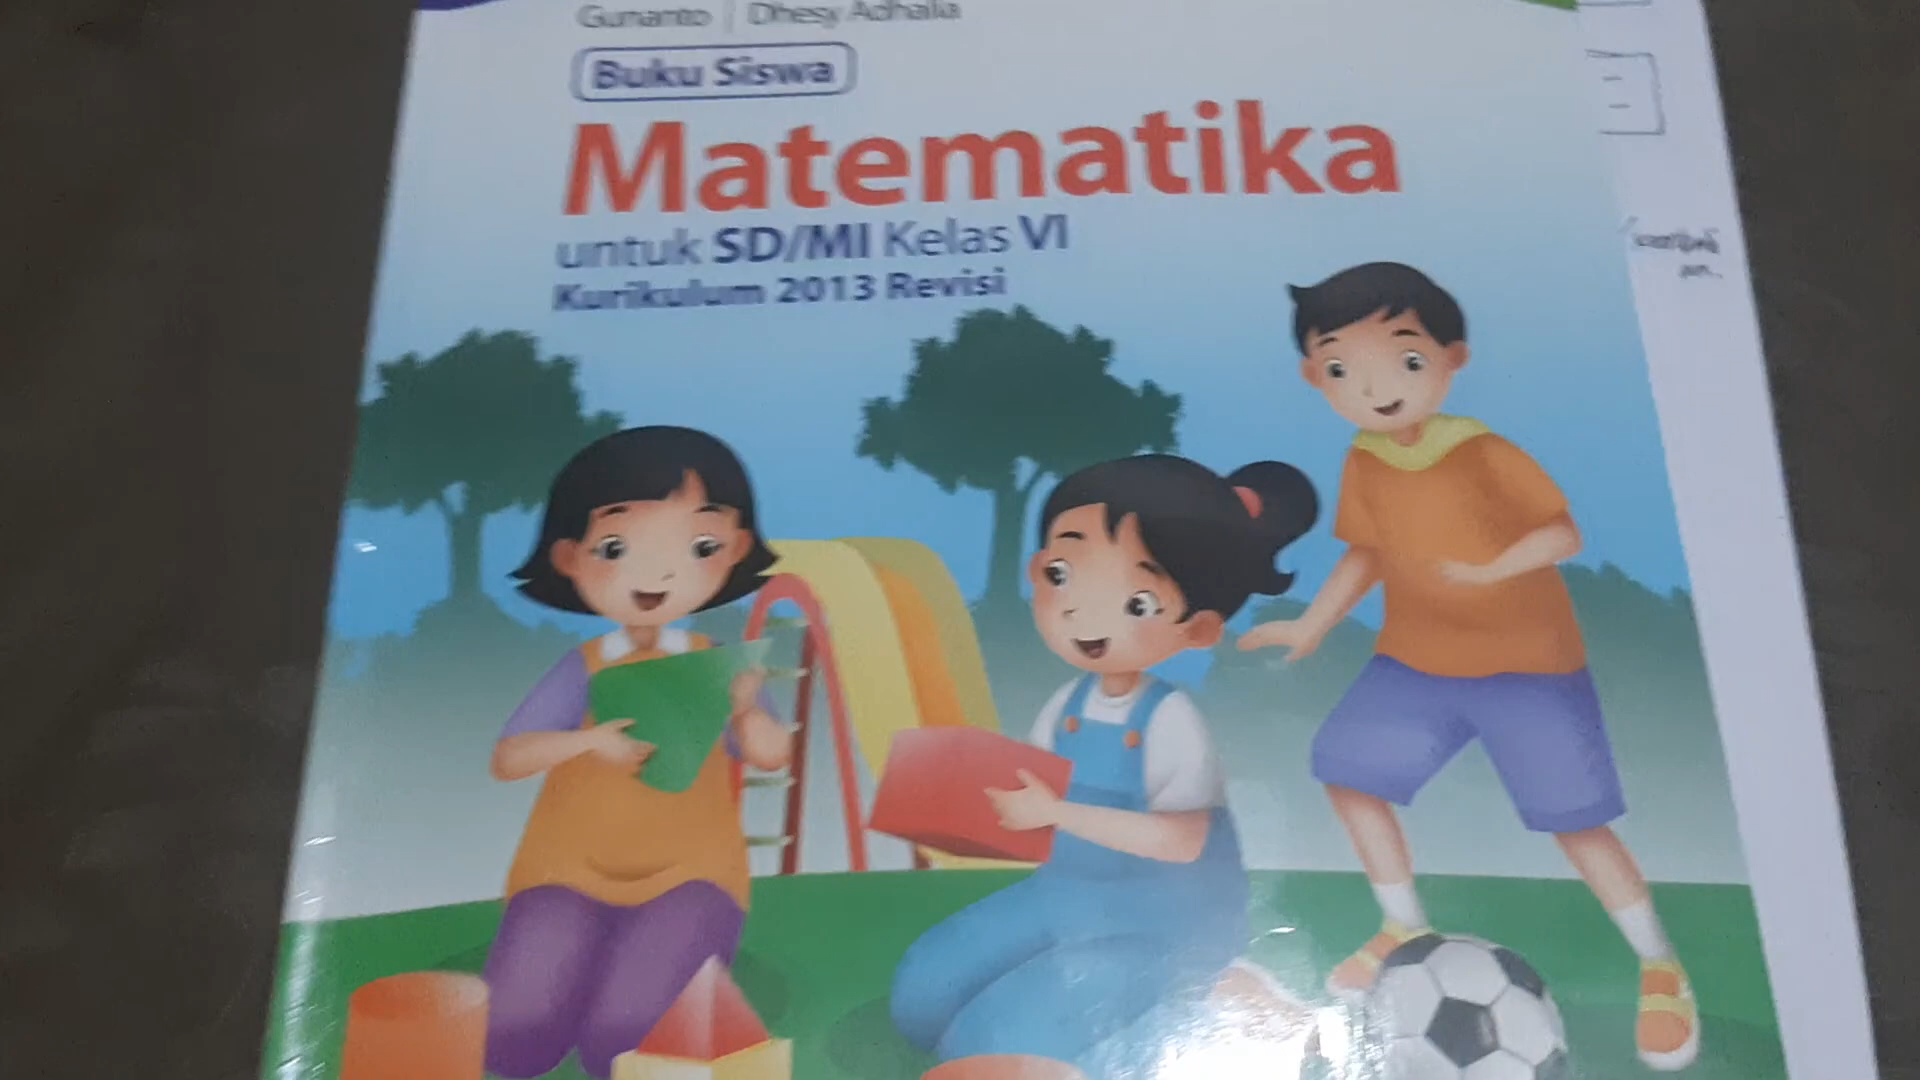 Gunanto | Dhesy Adhalia
Buku Siswa
Matematika
untuk SD/MI Kelas VI
Kurikulum 2013 Revisi